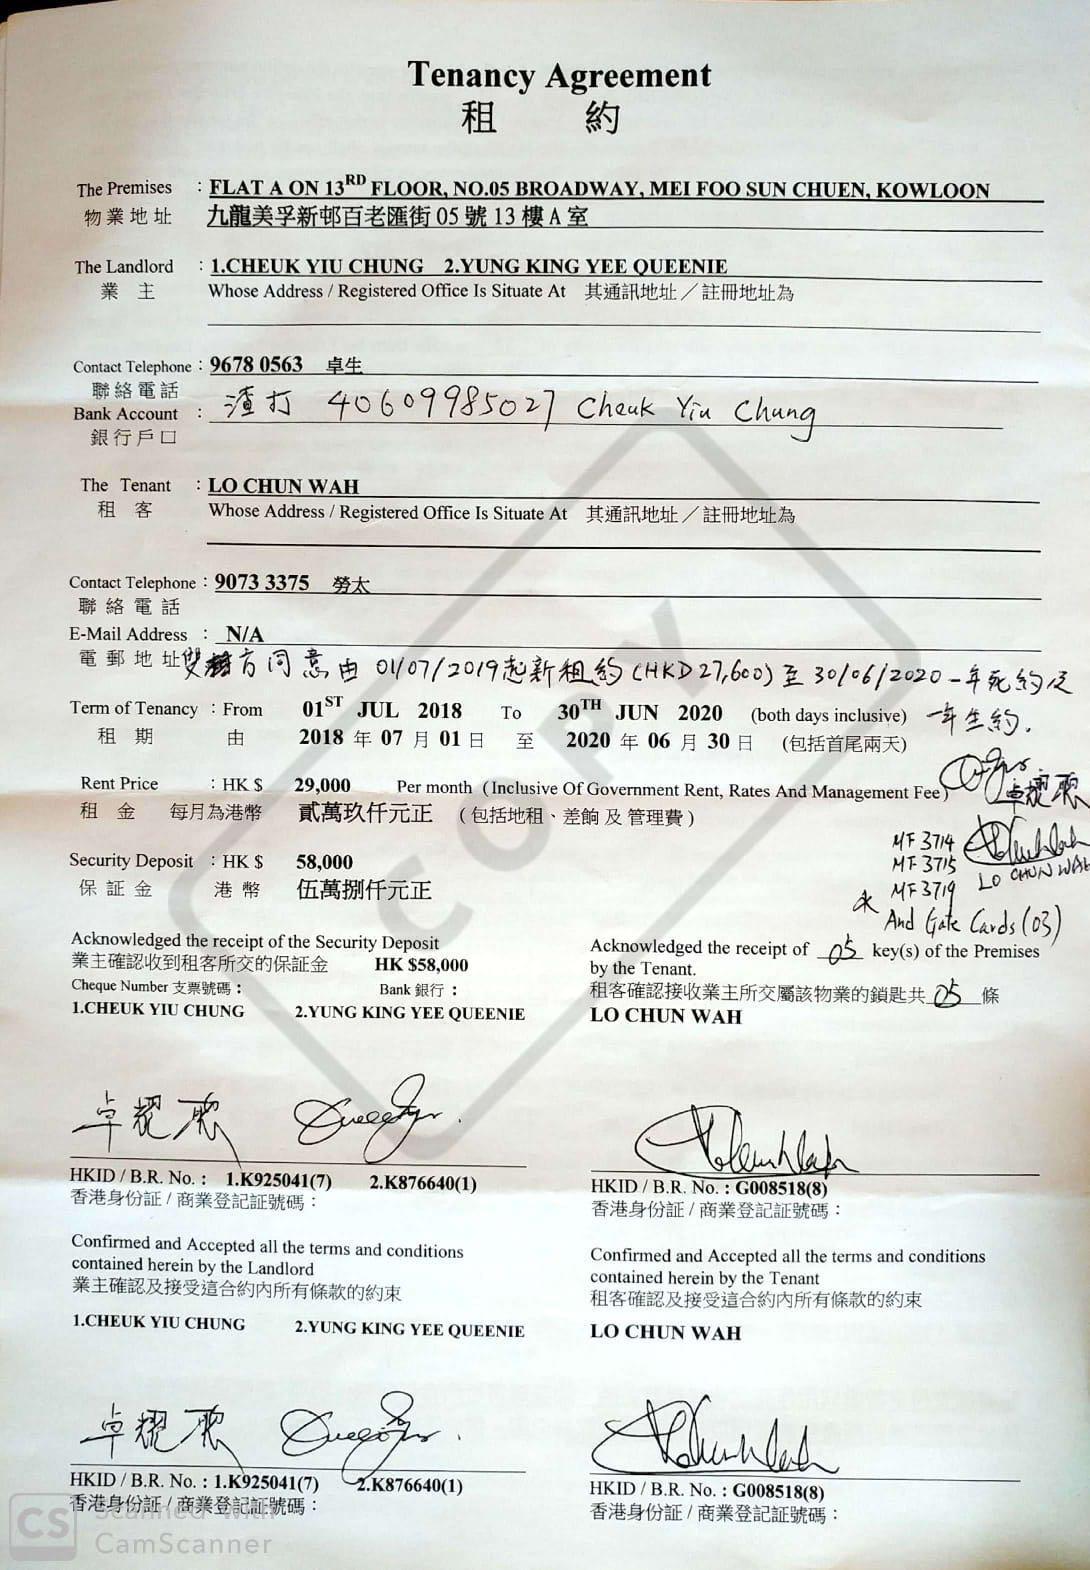 Tenancy Agreement
租 約
The Premises : FLAT A ON 13RD FLOOR, NO.05 BROADWAY, MEI FOO SUN CHUEN, KOWLOON
物業地址 九龍美孚新邨百老匯街 05 號 13 樓 A 室
The Landlord : 1.CHEUK YIU CHUNG 2.YUNG KING YEE QUEENIE
業 主 Whose Address / Registered Office Is Situate At 其通訊地址／註冊地址為
Contact Telephone : 9678 0563 卓生
聯絡電話
Bank Account : 渣打 40609985027 Cheuk Yiu Chung
銀行戶口
The Tenant : LO CHUN WAH
租 客 Whose Address / Registered Office Is Situate At 其通訊地址／註冊地址為
Contact Telephone : 9073 3375 勞太
聯絡電話
E-Mail Address : N/A
電郵地址 雙方同意由 01/07/2019起新租約(HKD27,600)至 30/06/2020 一年死約及
Term of Tenancy : From 01ST JUL 2018 To 30TH JUN 2020 (both days inclusive) 一年生約.
租 期 由 2018 年 07 月 01 日 至 2020 年 06 月 30 日 (包括首尾兩天)
Rent Price : HK $ 29,000 Per month ( Inclusive Of Government Rent, Rates And Management Fee )
租 金 每月為港幣 貳萬玖仟元正 ( 包括地租、差餉 及 管理費 )
MF 3714
Security Deposit : HK $ 58,000 MF 3715
LO CHUN WAH
保証金 港幣 伍萬捌仟元正 MF 3719
And Gate Cards (03)
Acknowledged the receipt of the Security Deposit
業主確認收到租客所交的保証金 HK $58,000
Cheque Number 支票號碼： Bank 銀行：
1.CHEUK YIU CHUNG 2.YUNG KING YEE QUEENIE
Acknowledged the receipt of 05 key(s) of the Premises
by the Tenant.
租客確認接收業主所交屬該物業的鎖匙共 05 條
LO CHUN WAH
HKID / B.R. No. : 1.K925041(7) 2.K876640(1)
香港身份証 / 商業登記証號碼：
HKID / B.R. No. : G008518(8)
香港身份証 / 商業登記証號碼：
Confirmed and Accepted all the terms and conditions
contained herein by the Landlord
業主確認及接受這合約內所有條款的約束
1.CHEUK YIU CHUNG 2.YUNG KING YEE QUEENIE
Confirmed and Accepted all the terms and conditions
contained herein by the Tenant
租客確認及接受這合約內所有條款的約束
LO CHUN WAH
HKID / B.R. No. : 1.K925041(7) 2.K876640(1)
香港身份証 / 商業登記証號碼：
HKID / B.R. No. : G008518(8)
香港身份証 / 商業登記証號碼：
COPY
CS Scanned with
CamScanner